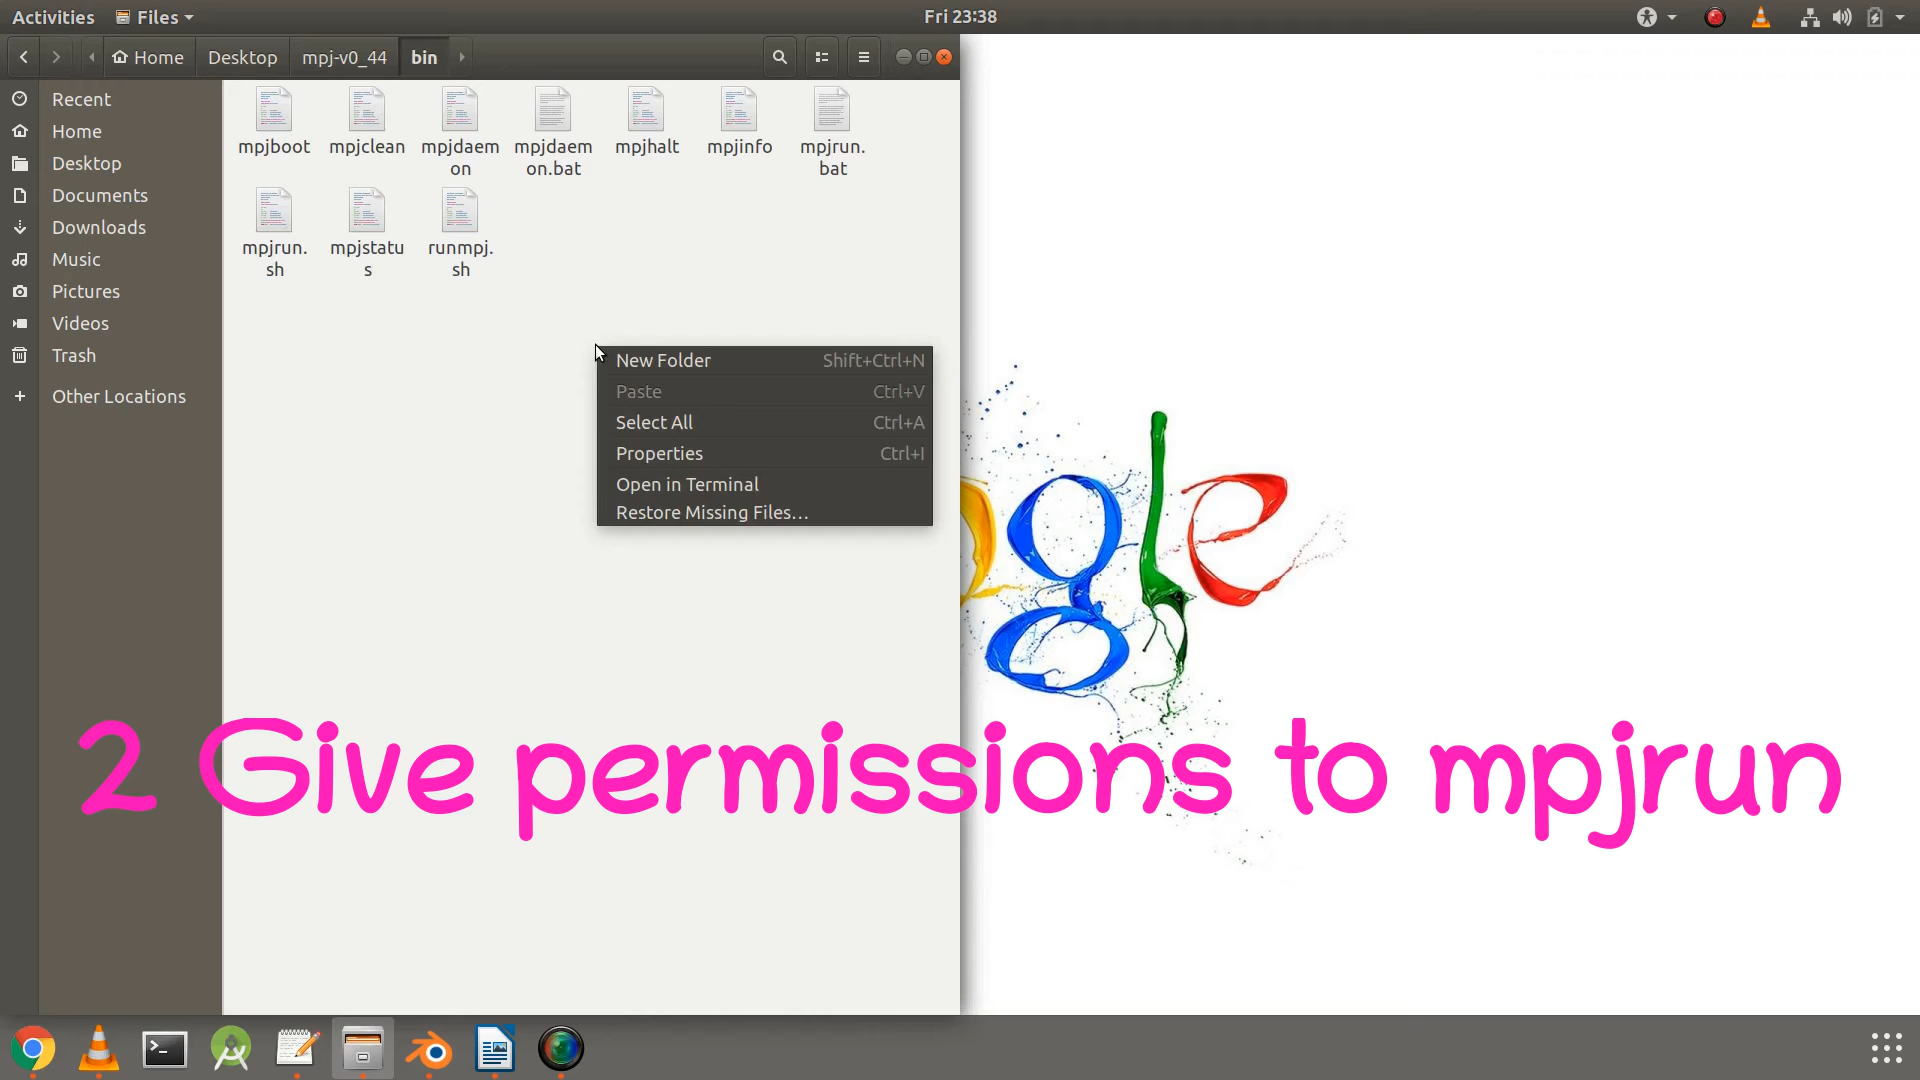 Activities Files Fri 23:38
Home Desktop mpj-v0_44 bin
Recent
Home
Desktop
Documents
Downloads
Music
Pictures
Videos
Trash
Other Locations
mpjboot mpjclean mpjdaem mpjdaem mpjhalt mpjinfo mpjrun.
on on.bat bat
mpjrun. mpjstatu runmpj.
sh s sh
New Folder Shift+Ctrl+N
Paste Ctrl+V
Select All Ctrl+A
Properties Ctrl+I
Open in Terminal
Restore Missing Files…
gle
2 Give permissions to mpjrun